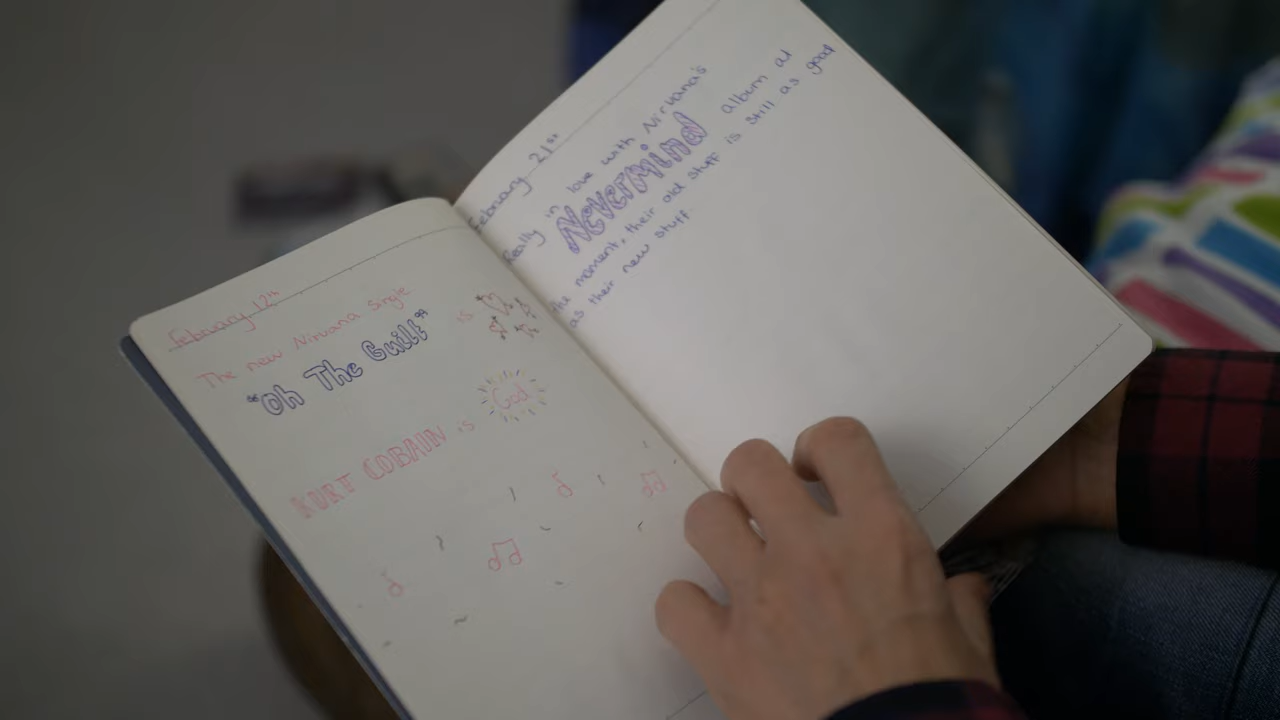 February 12th
The new Nirvana Single is
"Oh The Guilt"
KURT COBAIN is God
February 21st
Really in love with Nirvana's
Nevermind album at
the moment, their old stuff is still as good
as their new stuff